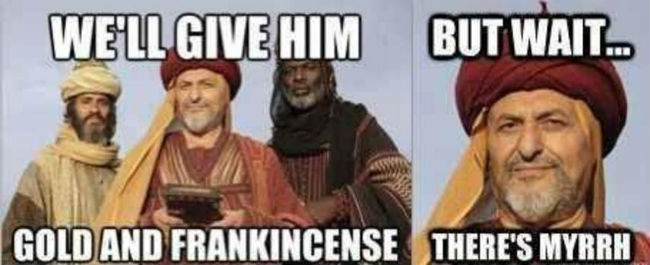 WE'LL GIVE HIM
GOLD AND FRANKINCENSE
BUT WAIT...
THERE'S MYRRH